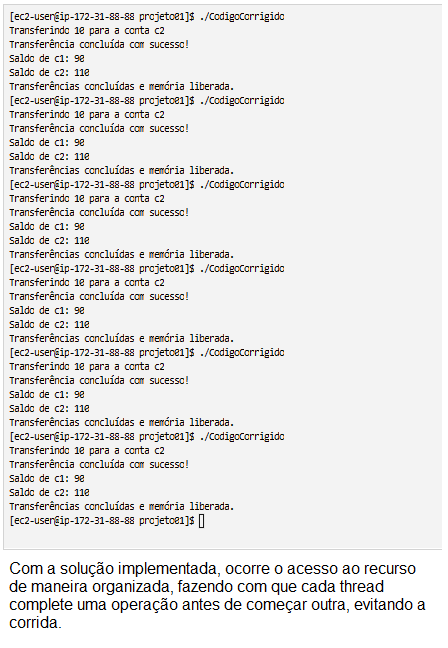 [ec2-user@ip-172-31-88-88 projeto01]$ ./CodigoCorrigido
Transferindo 10 para a conta c2
Transferência concluída com sucesso!
Saldo de c1: 90
Saldo de c2: 110
Transferências concluídas e memória liberada.
[ec2-user@ip-172-31-88-88 projeto01]$ ./CodigoCorrigido
Transferindo 10 para a conta c2
Transferência concluída com sucesso!
Saldo de c1: 90
Saldo de c2: 110
Transferências concluídas e memória liberada.
[ec2-user@ip-172-31-88-88 projeto01]$ ./CodigoCorrigido
Transferindo 10 para a conta c2
Transferência concluída com sucesso!
Saldo de c1: 90
Saldo de c2: 110
Transferências concluídas e memória liberada.
[ec2-user@ip-172-31-88-88 projeto01]$ ./CodigoCorrigido
Transferindo 10 para a conta c2
Transferência concluída com sucesso!
Saldo de c1: 90
Saldo de c2: 110
Transferências concluídas e memória liberada.
[ec2-user@ip-172-31-88-88 projeto01]$ ./CodigoCorrigido
Transferindo 10 para a conta c2
Transferência concluída com sucesso!
Saldo de c1: 90
Saldo de c2: 110
Transferências concluídas e memória liberada.
[ec2-user@ip-172-31-88-88 projeto01]$ ./CodigoCorrigido
Transferindo 10 para a conta c2
Transferência concluída com sucesso!
Saldo de c1: 90
Saldo de c2: 110
Transferências concluídas e memória liberada.
[ec2-user@ip-172-31-88-88 projeto01]$
Com a solução implementada, ocorre o acesso ao recurso
de maneira organizada, fazendo com que cada thread
complete uma operação antes de começar outra, evitando a
corrida.